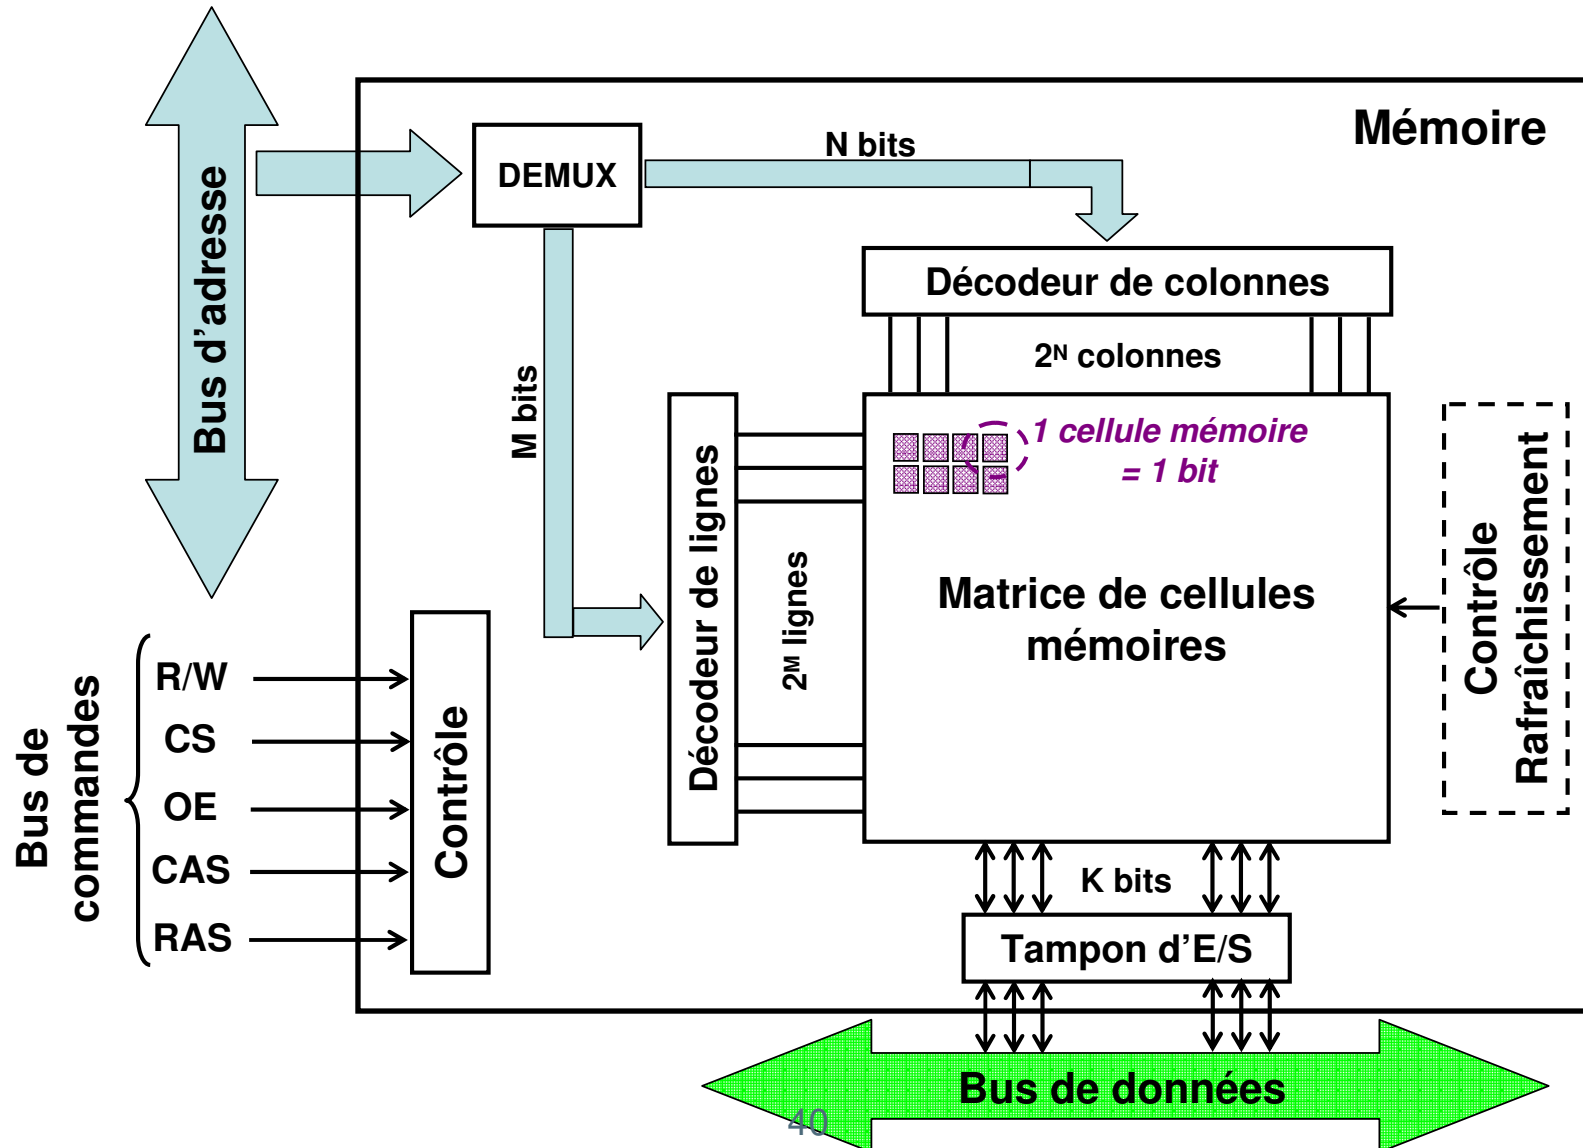 Mémoire
N bits
DEMUX
Bus d'adresse
M bits
Décodeur de colonnes
2ᴺ colonnes
1 cellule mémoire
= 1 bit
Décodeur de lignes
2ᴹ lignes
Matrice de cellules
mémoires
Contrôle
Rafraîchissement
Bus de
commandes
R/W
CS
OE
CAS
RAS
Contrôle
K bits
Tampon d'E/S
Bus de données
40